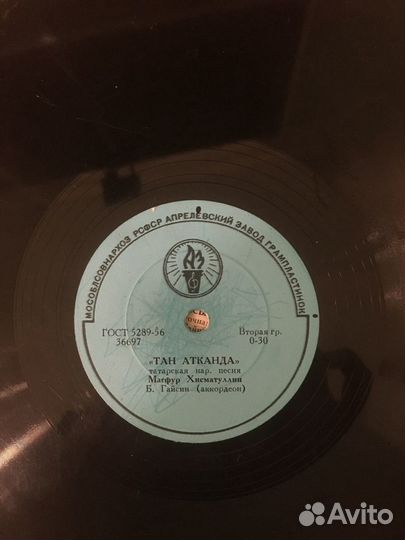 МОСОБЛСОВНАРХОЗ РСФСР АПРЕЛЕВСКИЙ ЗАВОД ГРАМПЛАСТИНОК
АЗ
ГОСТ 5289-56 Вторая гр.
36697 0-30
«ТАН АТКАНДА»
татарская нар. песня
Магфур Хисматуллин
Б. Гайсин (аккордеон)
Avito